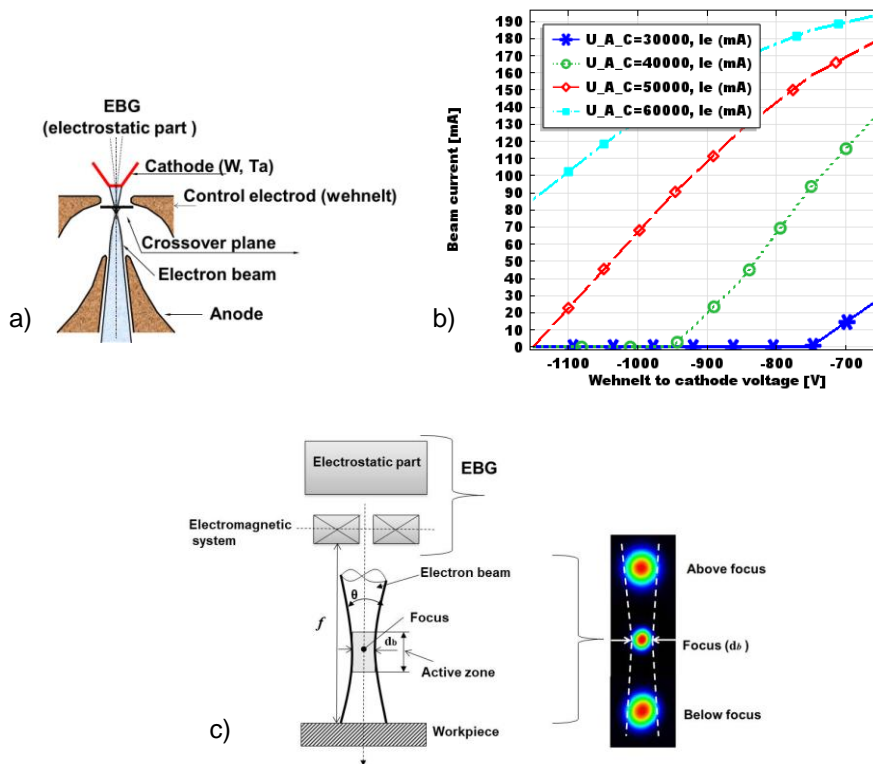 EBG
(electrostatic part )
Cathode (W, Ta)
Control electrod (wehnelt)
Crossover plane
Electron beam
Anode
a)
190
180
170
160
150
140
130
120
110
100
90
80
70
60
50
40
30
20
10
0
Beam current [mA]
U_A_C=30000, Ie (mA)
U_A_C=40000, Ie (mA)
U_A_C=50000, Ie (mA)
U_A_C=60000, Ie (mA)
-1100 -1000 -900 -800 -700
Wehnelt to cathode voltage [V]
b)
Electrostatic part
EBG
Electromagnetic
system
Electron beam
θ
f
Focus
db
Active zone
Workpiece
c)
Above focus
Focus (db )
Below focus